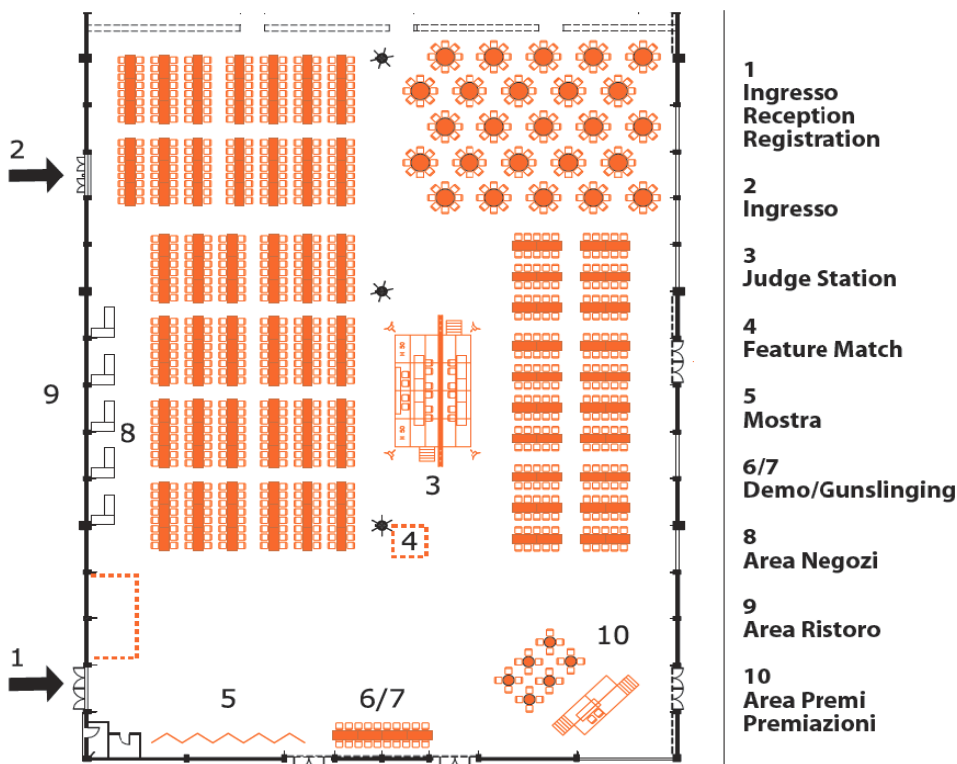 2
9
8
3
4
1
5
6/7
10
1
Ingresso
Reception
Registration
2
Ingresso
3
Judge Station
4
Feature Match
5
Mostra
6/7
Demo/Gunslinging
8
Area Negozi
9
Area Ristoro
10
Area Premi
Premiazioni